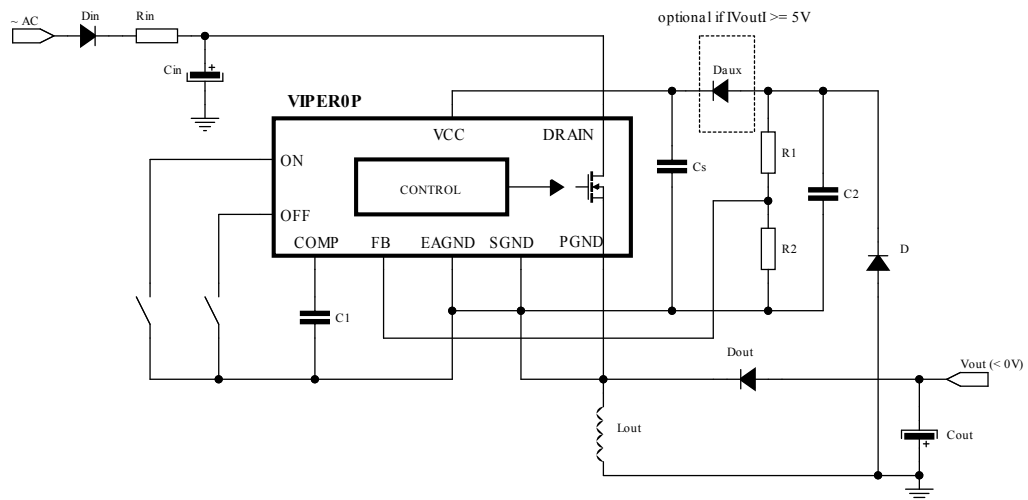 ~ AC
Din
Rin
optional if IVoutI >= 5V
Cin
+
Daux
VIPER0P
VCC
DRAIN
ON
R1
Cs
CONTROL
C2
OFF
COMP
FB
EAGND
SGND
PGND
R2
D
C1
Dout
Vout (< 0V)
Lout
Cout
+